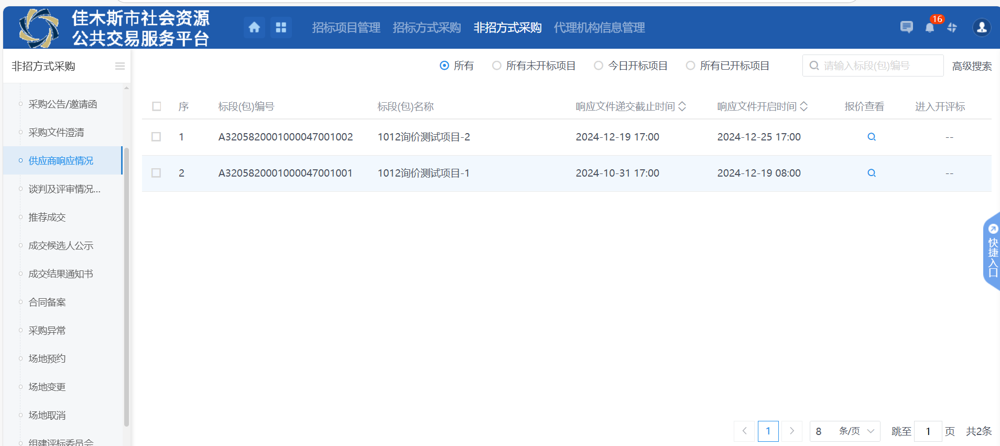 佳木斯市社会资源
公共交易服务平台
招标项目管理 招标方式采购 非招方式采购 代理机构信息管理
16
非招方式采购
采购公告/邀请函
采购文件澄清
供应商响应情况
谈判及评审情况...
推荐成交
成交候选人公示
成交结果通知书
合同备案
采购异常
场地预约
场地变更
场地取消
组建评标委员会
所有 所有未开标项目 今日开标项目 所有已开标项目 请输入标段(包)编号 高级搜索
序 标段(包)编号 标段(包)名称 响应文件递交截止时间 响应文件开启时间 报价查看 进入开评标
1 A3205820001000047001002 1012询价测试项目-2 2024-12-19 17:00 2024-12-25 17:00 --
2 A3205820001000047001001 1012询价测试项目-1 2024-10-31 17:00 2024-12-19 08:00 --
快捷入口
1 8 条/页 跳至 1 页 共2条